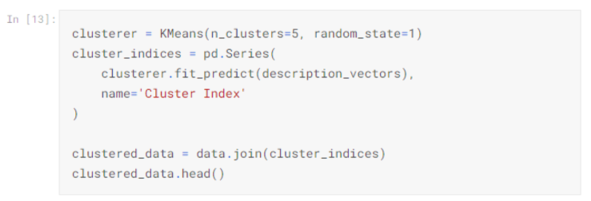 In [13]:
clusterer = KMeans(n_clusters=5, random_state=1)
cluster_indices = pd.Series(
    clusterer.fit_predict(description_vectors),
    name='Cluster Index'
)

clustered_data = data.join(cluster_indices)
clustered_data.head()